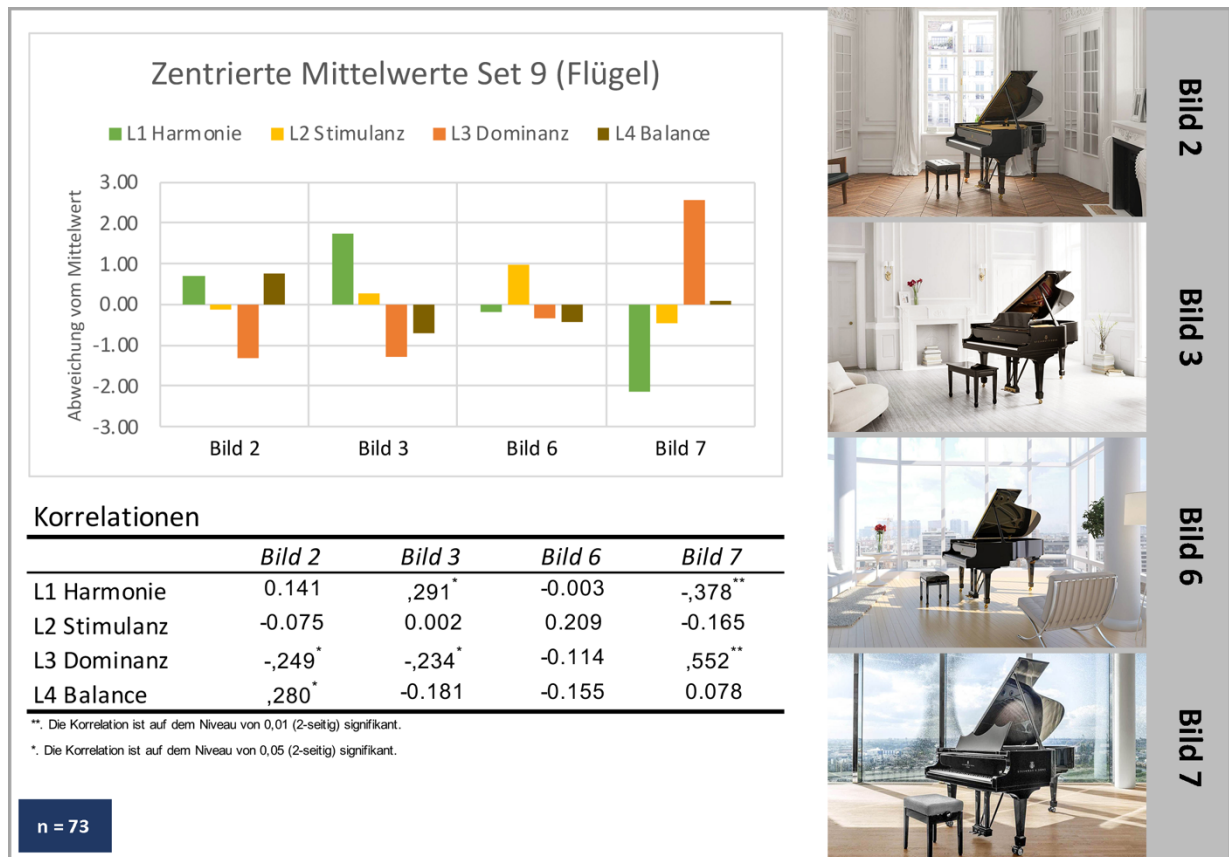 Zentrierte Mittelwerte Set 9 (Flügel)
L1 Harmonie L2 Stimulanz L3 Dominanz L4 Balance
Abweichung vom Mittelwert
3.00
2.00
1.00
0.00
-1.00
-2.00
-3.00
Bild 2 Bild 3 Bild 6 Bild 7
Korrelationen
Bild 2 Bild 3 Bild 6 Bild 7
L1 Harmonie 0.141 ,291* -0.003 -,378**
L2 Stimulanz -0.075 0.002 0.209 -0.165
L3 Dominanz -,249* -,234* -0.114 ,552**
L4 Balance ,280* -0.181 -0.155 0.078
**. Die Korrelation ist auf dem Niveau von 0,01 (2-seitig) signifikant.
*. Die Korrelation ist auf dem Niveau von 0,05 (2-seitig) signifikant.
n = 73
Bild 2
Bild 3
Bild 6
Bild 7